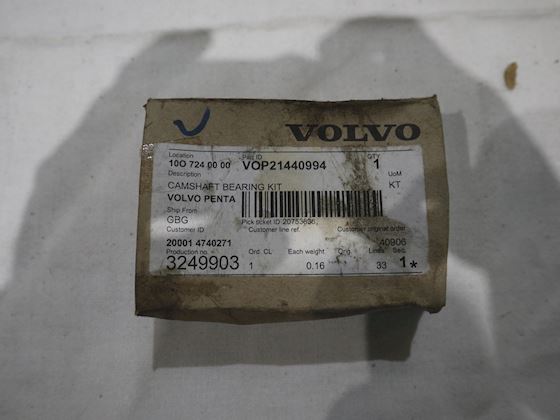 VOLVO
Location Part ID QTY
10O 724 00 00 VOP21440994 1
Description UoM
CAMSHAFT BEARING KIT KT
VOLVO PENTA
Ship From
GBG Pick ticket ID 20753636
Customer ID Customer line ref. Customer original order
20001 4740271 40906
Production no. Ord. CL Each weight Orig. Lines Seq.
3249903 1 0.16 33 1*